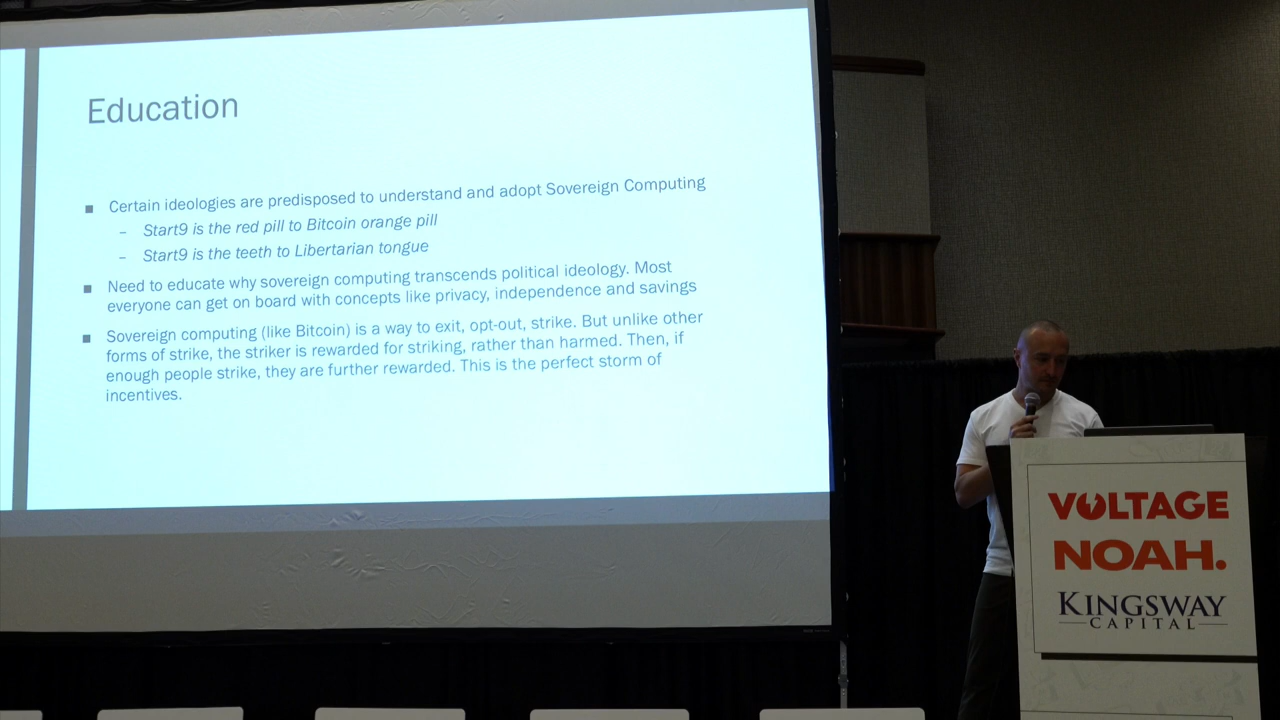 Education
▪ Certain ideologies are predisposed to understand and adopt Sovereign Computing
– Start9 is the red pill to Bitcoin orange pill
– Start9 is the teeth to Libertarian tongue
▪ Need to educate why sovereign computing transcends political ideology. Most
everyone can get on board with concepts like privacy, independence and savings
▪ Sovereign computing (like Bitcoin) is a way to exit, opt-out, strike. But unlike other
forms of strike, the striker is rewarded for striking, rather than harmed. Then, if
enough people strike, they are further rewarded. This is the perfect storm of
incentives.
VOLTAGE
NOAH.
KINGSWAY
CAPITAL